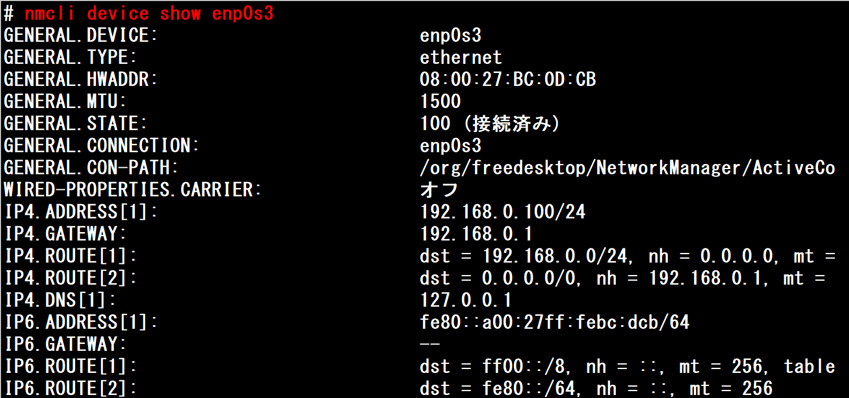 # nmcli device show enp0s3
GENERAL.DEVICE: enp0s3
GENERAL.TYPE: ethernet
GENERAL.HWADDR: 08:00:27:BC:0D:CB
GENERAL.MTU: 1500
GENERAL.STATE: 100 (接続済み)
GENERAL.CONNECTION: enp0s3
GENERAL.CON-PATH: /org/freedesktop/NetworkManager/ActiveCo
WIRED-PROPERTIES.CARRIER: オフ
IP4.ADDRESS[1]: 192.168.0.100/24
IP4.GATEWAY: 192.168.0.1
IP4.ROUTE[1]: dst = 192.168.0.0/24, nh = 0.0.0.0, mt =
IP4.ROUTE[2]: dst = 0.0.0.0/0, nh = 192.168.0.1, mt =
IP4.DNS[1]: 127.0.0.1
IP6.ADDRESS[1]: fe80::a00:27ff:febc:dcb/64
IP6.GATEWAY: --
IP6.ROUTE[1]: dst = ff00::/8, nh = ::, mt = 256, table
IP6.ROUTE[2]: dst = fe80::/64, nh = ::, mt = 256